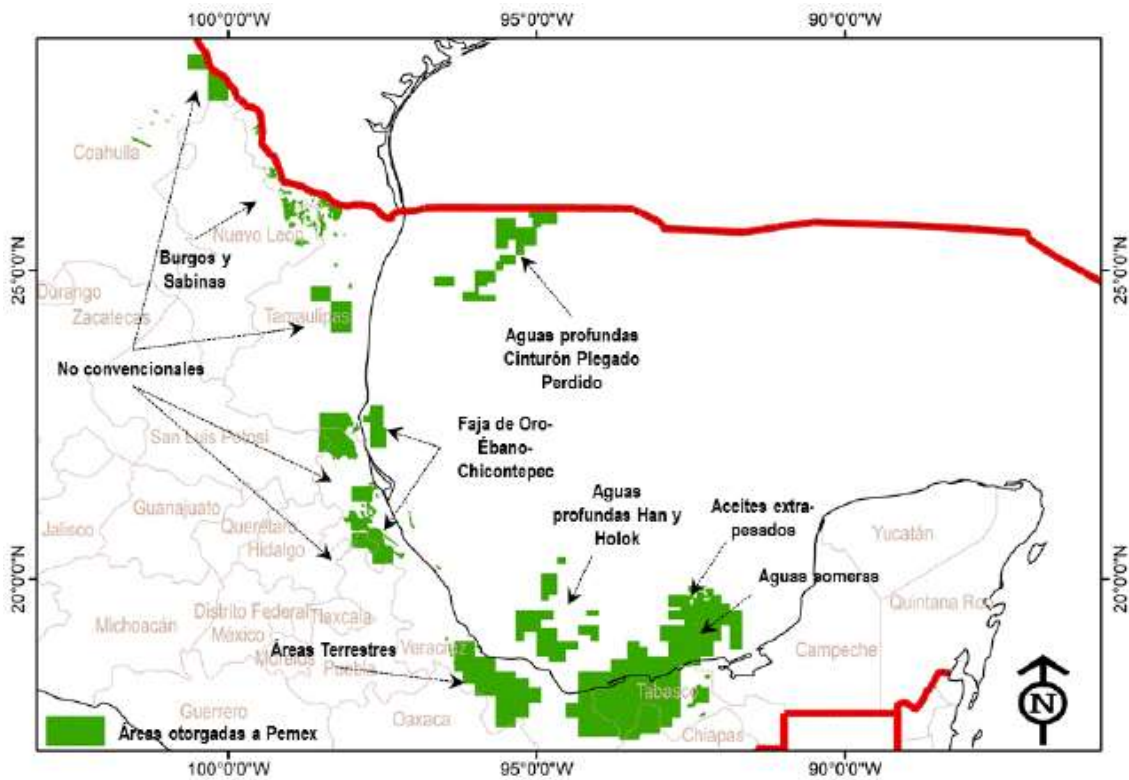 100°0'0"W
95°0'0"W
90°0'0"W
Coahuila
Nuevo León
Burgos y
Sabinas
25°0'0"N
25°0'0"N
Durango
Zacatecas
Tamaulipas
Aguas profundas
Cinturón Plegado
Perdido
No convencionales
San Luis Potosí
Faja de Oro-
Ébano-
Chicontepec
Guanajuato
Jalisco
Querétaro
Hidalgo
Aguas
profundas Han y
Holok
Aceites extra-
pesados
Yucatán
Aguas someras
20°0'0"N
20°0'0"N
Quintana Roo
Michoacán
Distrito Federal
Tlaxcala
México
Morelos
Puebla
Veracruz
Áreas Terrestres
Campeche
Tabasco
Guerrero
Oaxaca
Chiapas
N
Áreas otorgadas a Pemex
100°0'0"W
95°0'0"W
90°0'0"W